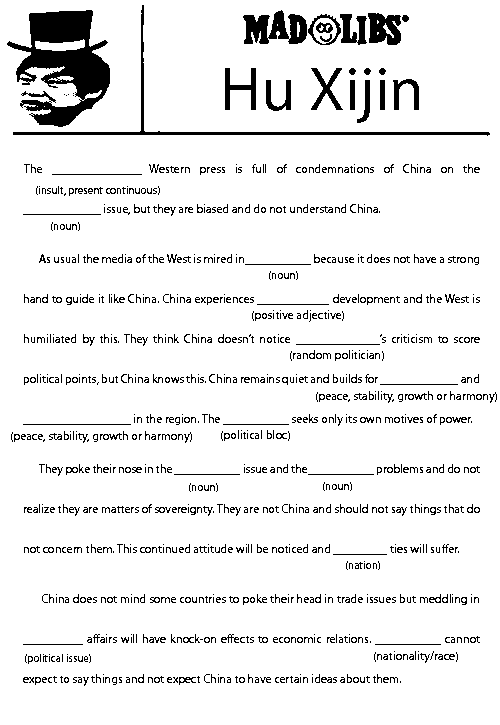 MAD LIBS®
Hu Xijin
The _______________ Western press is full of condemnations of China on the
(insult, present continuous)
_____________ issue, but they are biased and do not understand China.
(noun)
As usual the media of the West is mired in___________ because it does not have a strong
(noun)
hand to guide it like China. China experiences ____________ development and the West is
(positive adjective)
humiliated by this. They think China doesn't notice ______________'s criticism to score
(random politician)
political points, but China knows this. China remains quiet and builds for _____________ and
(peace, stability, growth or harmony)
__________________ in the region. The ___________ seeks only its own motives of power.
(peace, stability, growth or harmony) (political bloc)
They poke their nose in the___________ issue and the___________ problems and do not
(noun) (noun)
realize they are matters of sovereignty. They are not China and should not say things that do
not concern them. This continued attitude will be noticed and _________ ties will suffer.
(nation)
China does not mind some countries to poke their head in trade issues but meddling in
__________ affairs will have knock-on effects to economic relations. ___________ cannot
(political issue) (nationality/race)
expect to say things and not expect China to have certain ideas about them.